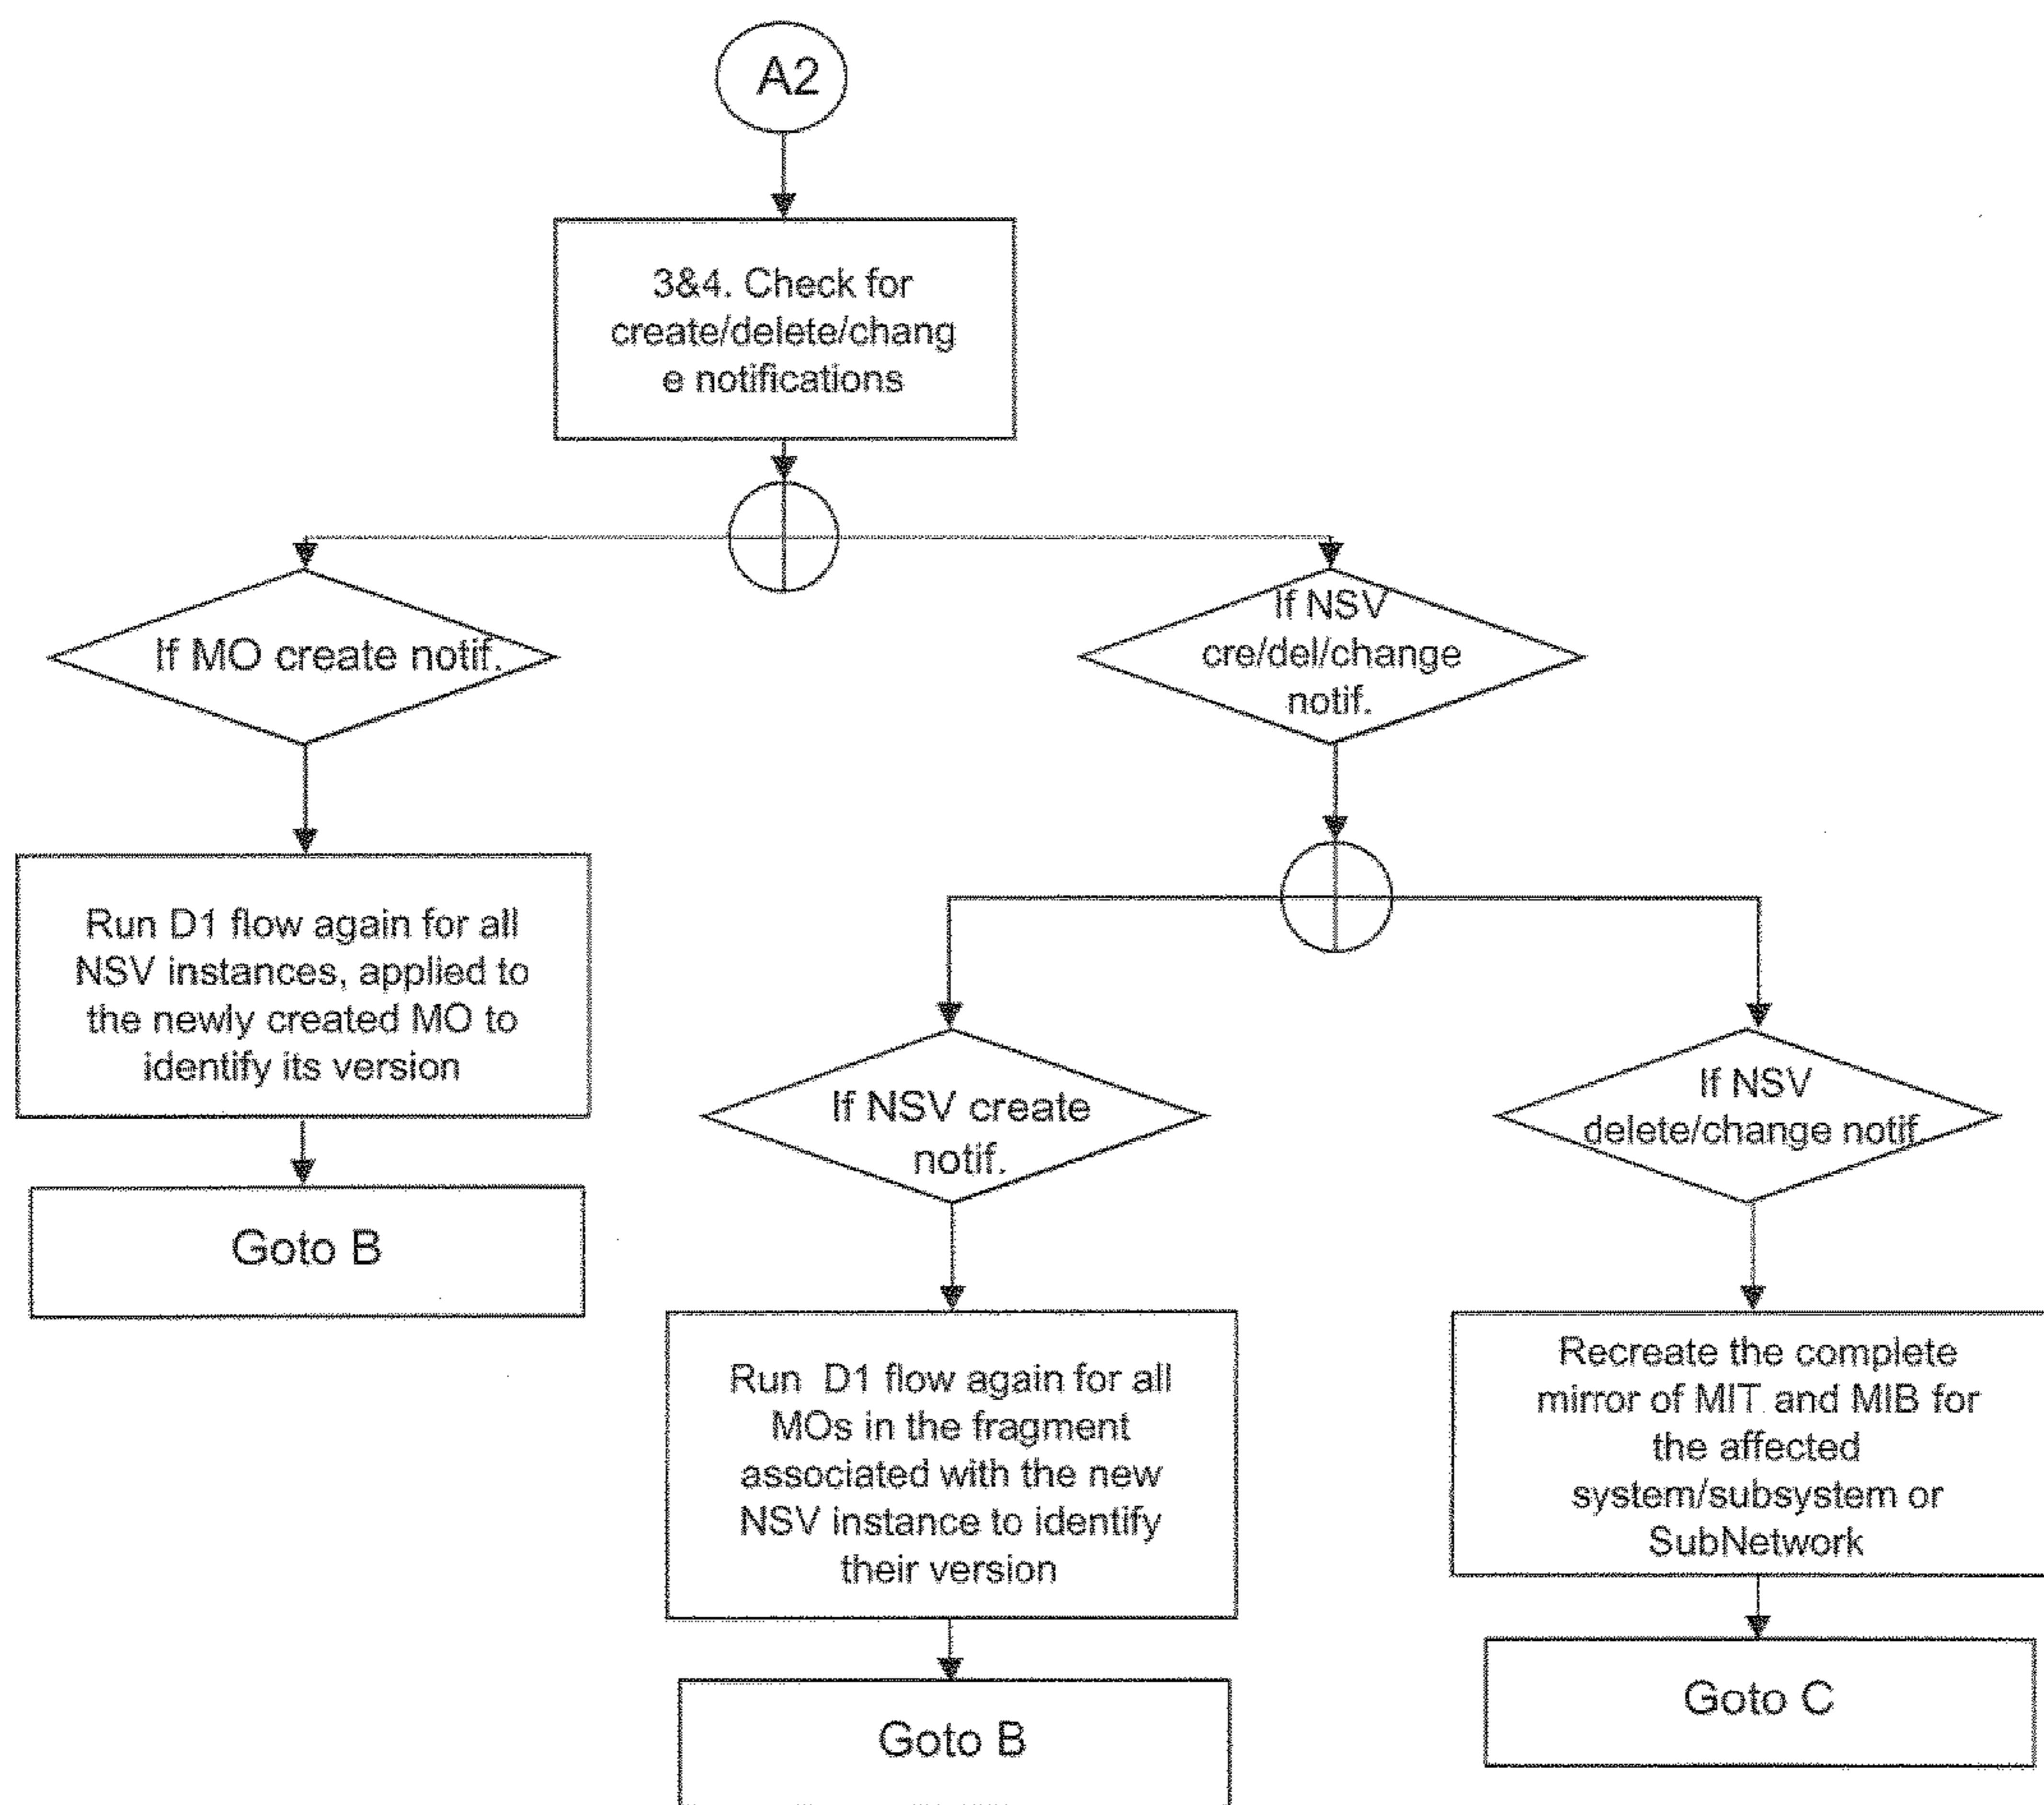 A2
3&4. Check for
create/delete/chang
e notifications
If MO create notif.
If NSV
cre/del/change
notif.
Run D1 flow again for all
NSV instances, applied to
the newly created MO to
identify its version
Goto B
If NSV create
notif.
If NSV
delete/change notif.
Run D1 flow again for all
MOs in the fragment
associated with the new
NSV instance to identify
their version
Goto B
Recreate the complete
mirror of MIT and MIB for
the affected
system/subsystem or
SubNetwork
Goto C